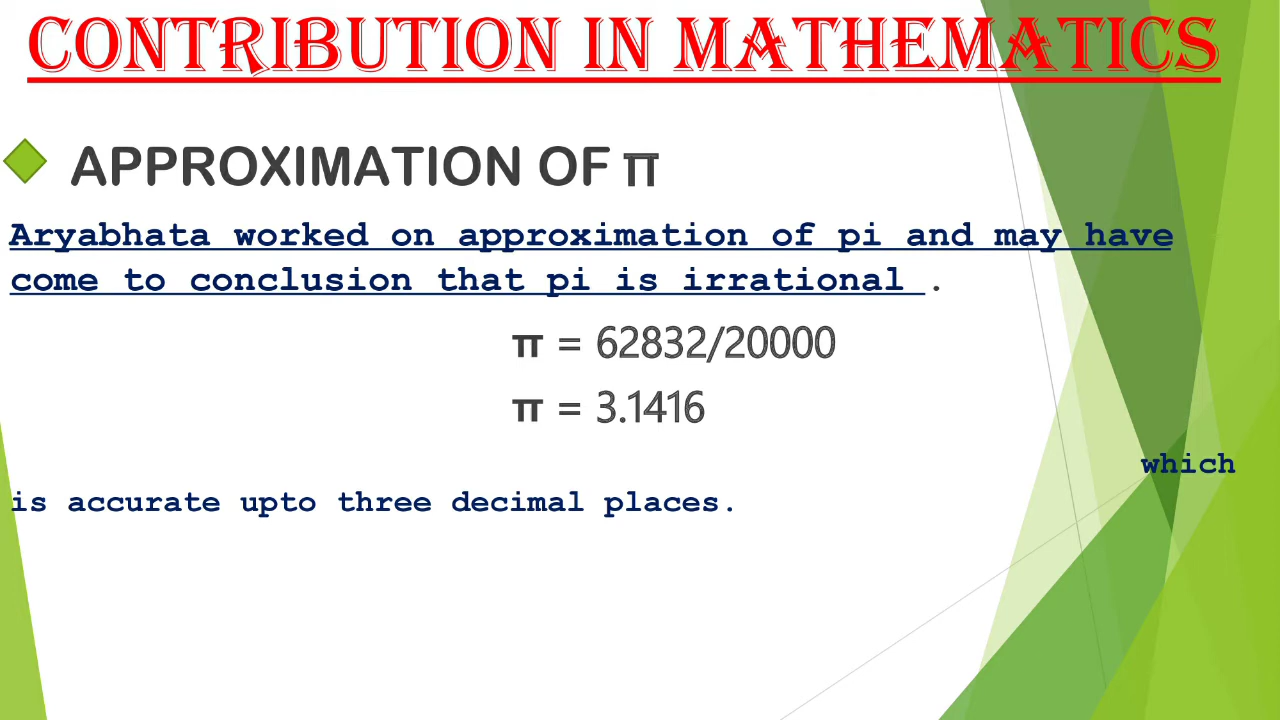 CONTRIBUTION IN MATHEMATICS
APPROXIMATION OF π
Aryabhata worked on approximation of pi and may have
come to conclusion that pi is irrational .
π = 62832/20000
π = 3.1416
which
is accurate upto three decimal places.